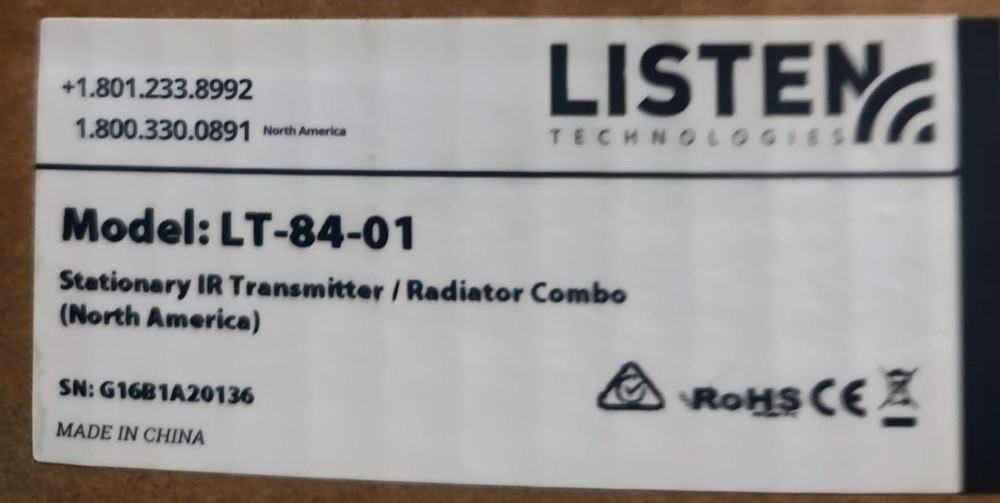 +1.801.233.8992
1.800.330.0891 North America
LISTEN
TECHNOLOGIES
Model: LT-84-01
Stationary IR Transmitter / Radiator Combo
(North America)
SN: G16B1A20136
MADE IN CHINA
RoHS CE